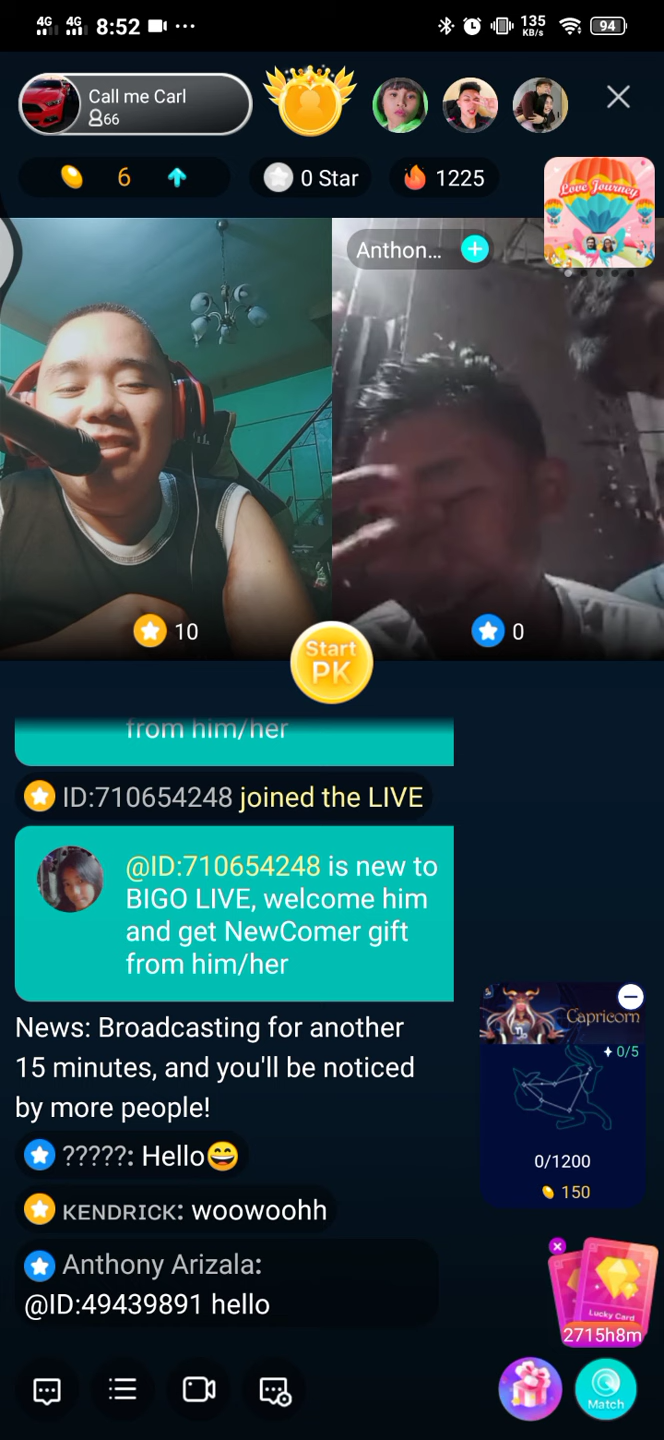 4G 4G 8:52 ... 135 KB/s 94
Call me Carl
66
6
0 Star
1225
Love Journey
Anthon...
10
0
Start
PK
from him/her
ID:710654248 joined the LIVE
@ID:710654248 is new to
BIGO LIVE, welcome him
and get NewComer gift
from him/her
News: Broadcasting for another
15 minutes, and you'll be noticed
by more people!
Capricorn
0/5
0/1200
150
?????: Hello
ᴋᴇɴᴅʀɪᴄᴋ: woowoohh
Anthony Arizala:
@ID:49439891 hello
Lucky Card
2715h8m
Match